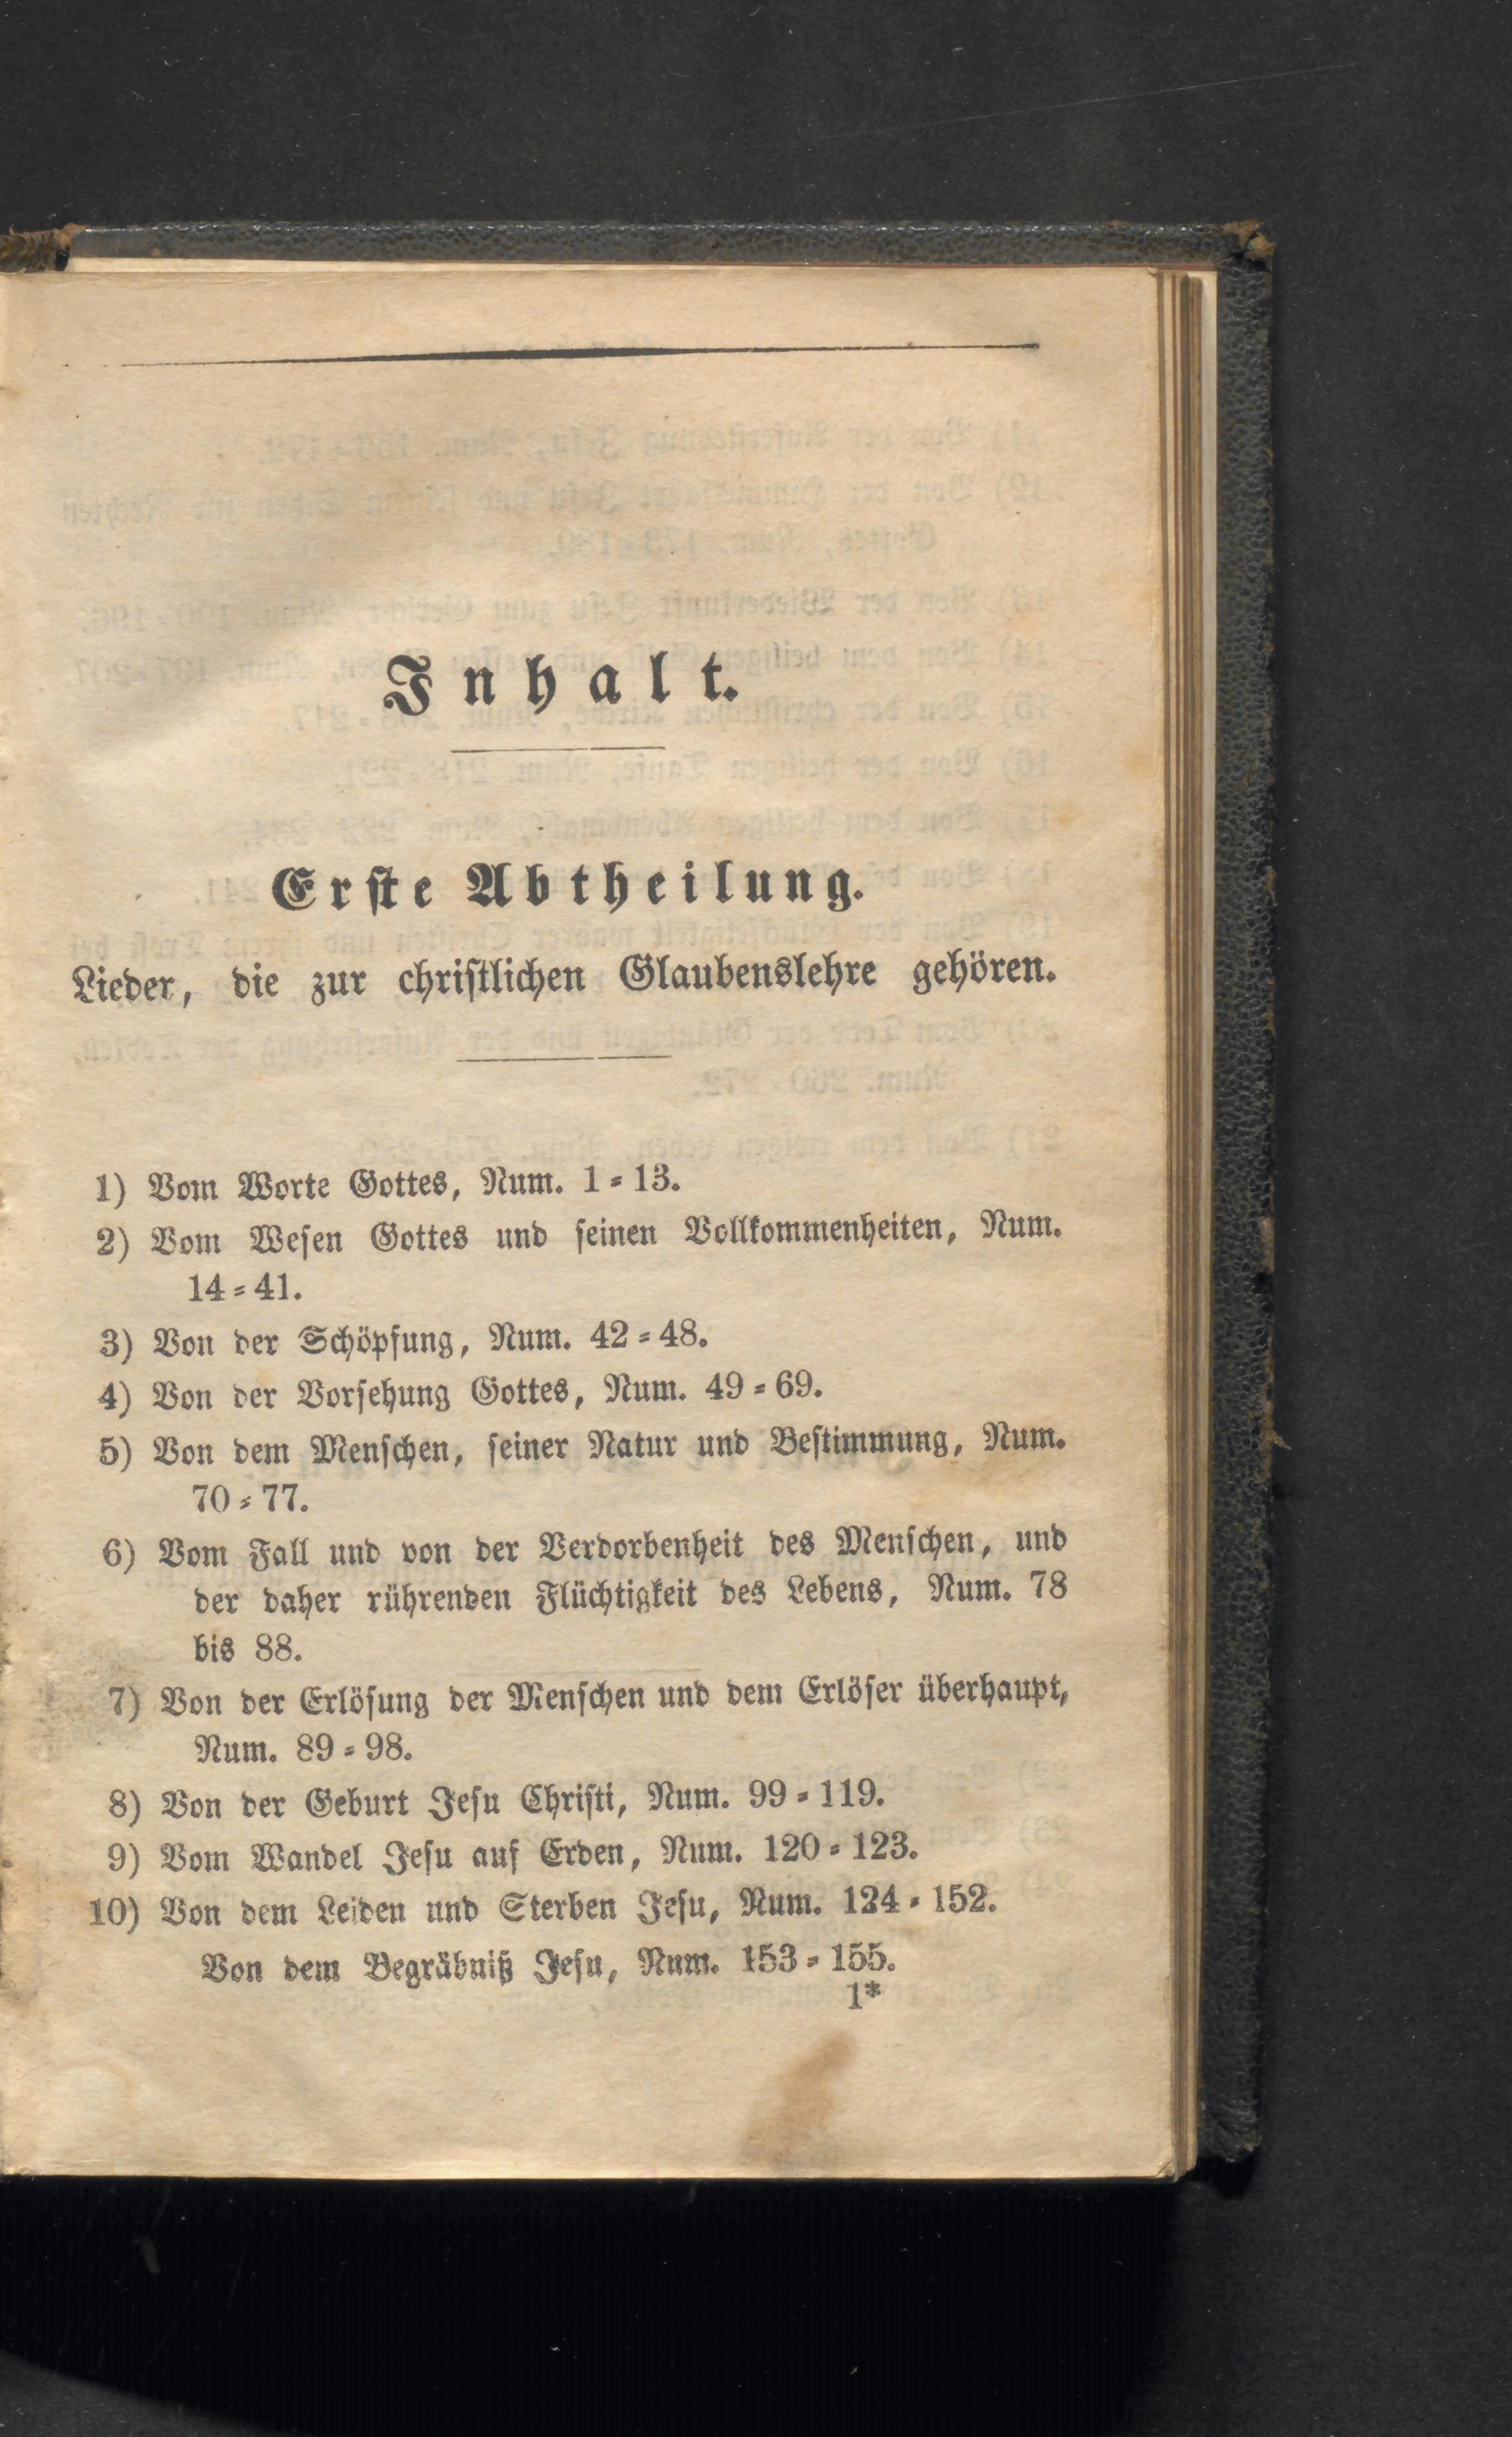 Inhalt.
Erste Abtheilung.
Lieder, die zur christlichen Glaubenslehre gehören.
1) Vom Worte Gottes, Num. 1-13.
2) Vom Wesen Gottes und seinen Vollkommenheiten, Num.
14-41.
3) Von der Schöpfung, Num. 42-48.
4) Von der Vorsehung Gottes, Num. 49-69.
5) Von dem Menschen, seiner Natur und Bestimmung, Num.
70-77.
6) Vom Fall und von der Verdorbenheit des Menschen, und
der daher rührenden Flüchtigkeit des Lebens, Num. 78
bis 88.
7) Von der Erlösung der Menschen und dem Erlöser überhaupt,
Num. 89-98.
8) Von der Geburt Jesu Christi, Num. 99-119.
9) Vom Wandel Jesu auf Erden, Num. 120-123.
10) Von dem Leiden und Sterben Jesu, Num. 124-152.
Von dem Begräbniß Jesu, Num. 153-155.
1*